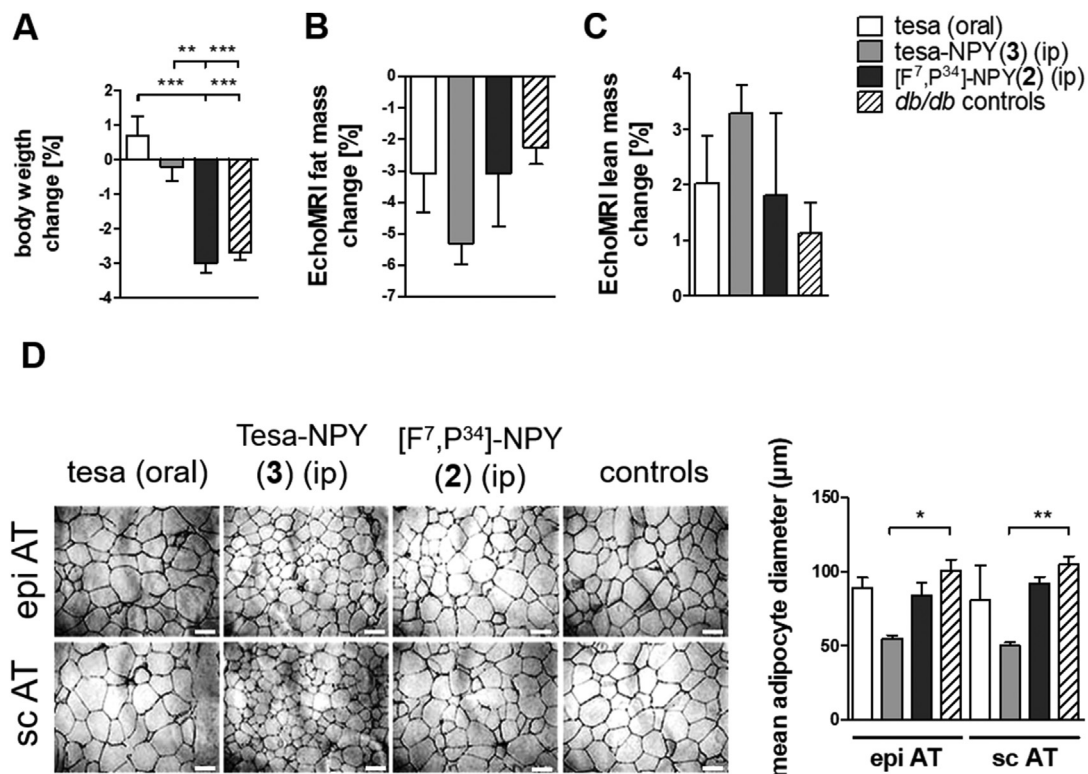 A
B
C
tesa (oral)
tesa-NPY(3) (ip)
[F⁷,P³⁴]-NPY(2) (ip)
db/db controls
** ***
*** ***
body weigth
change [%]
2
1
0
-1
-2
-3
-4
EchoMRI fat mass
change [%]
0
-1
-2
-3
-4
-5
-6
-7
EchoMRI lean mass
change [%]
4
3
2
1
0
D
tesa (oral)
Tesa-NPY
(3) (ip)
[F⁷,P³⁴]-NPY
(2) (ip)
controls
epi AT
sc AT
mean adipocyte diameter (µm)
150
100
50
0
*
**
epi AT
sc AT